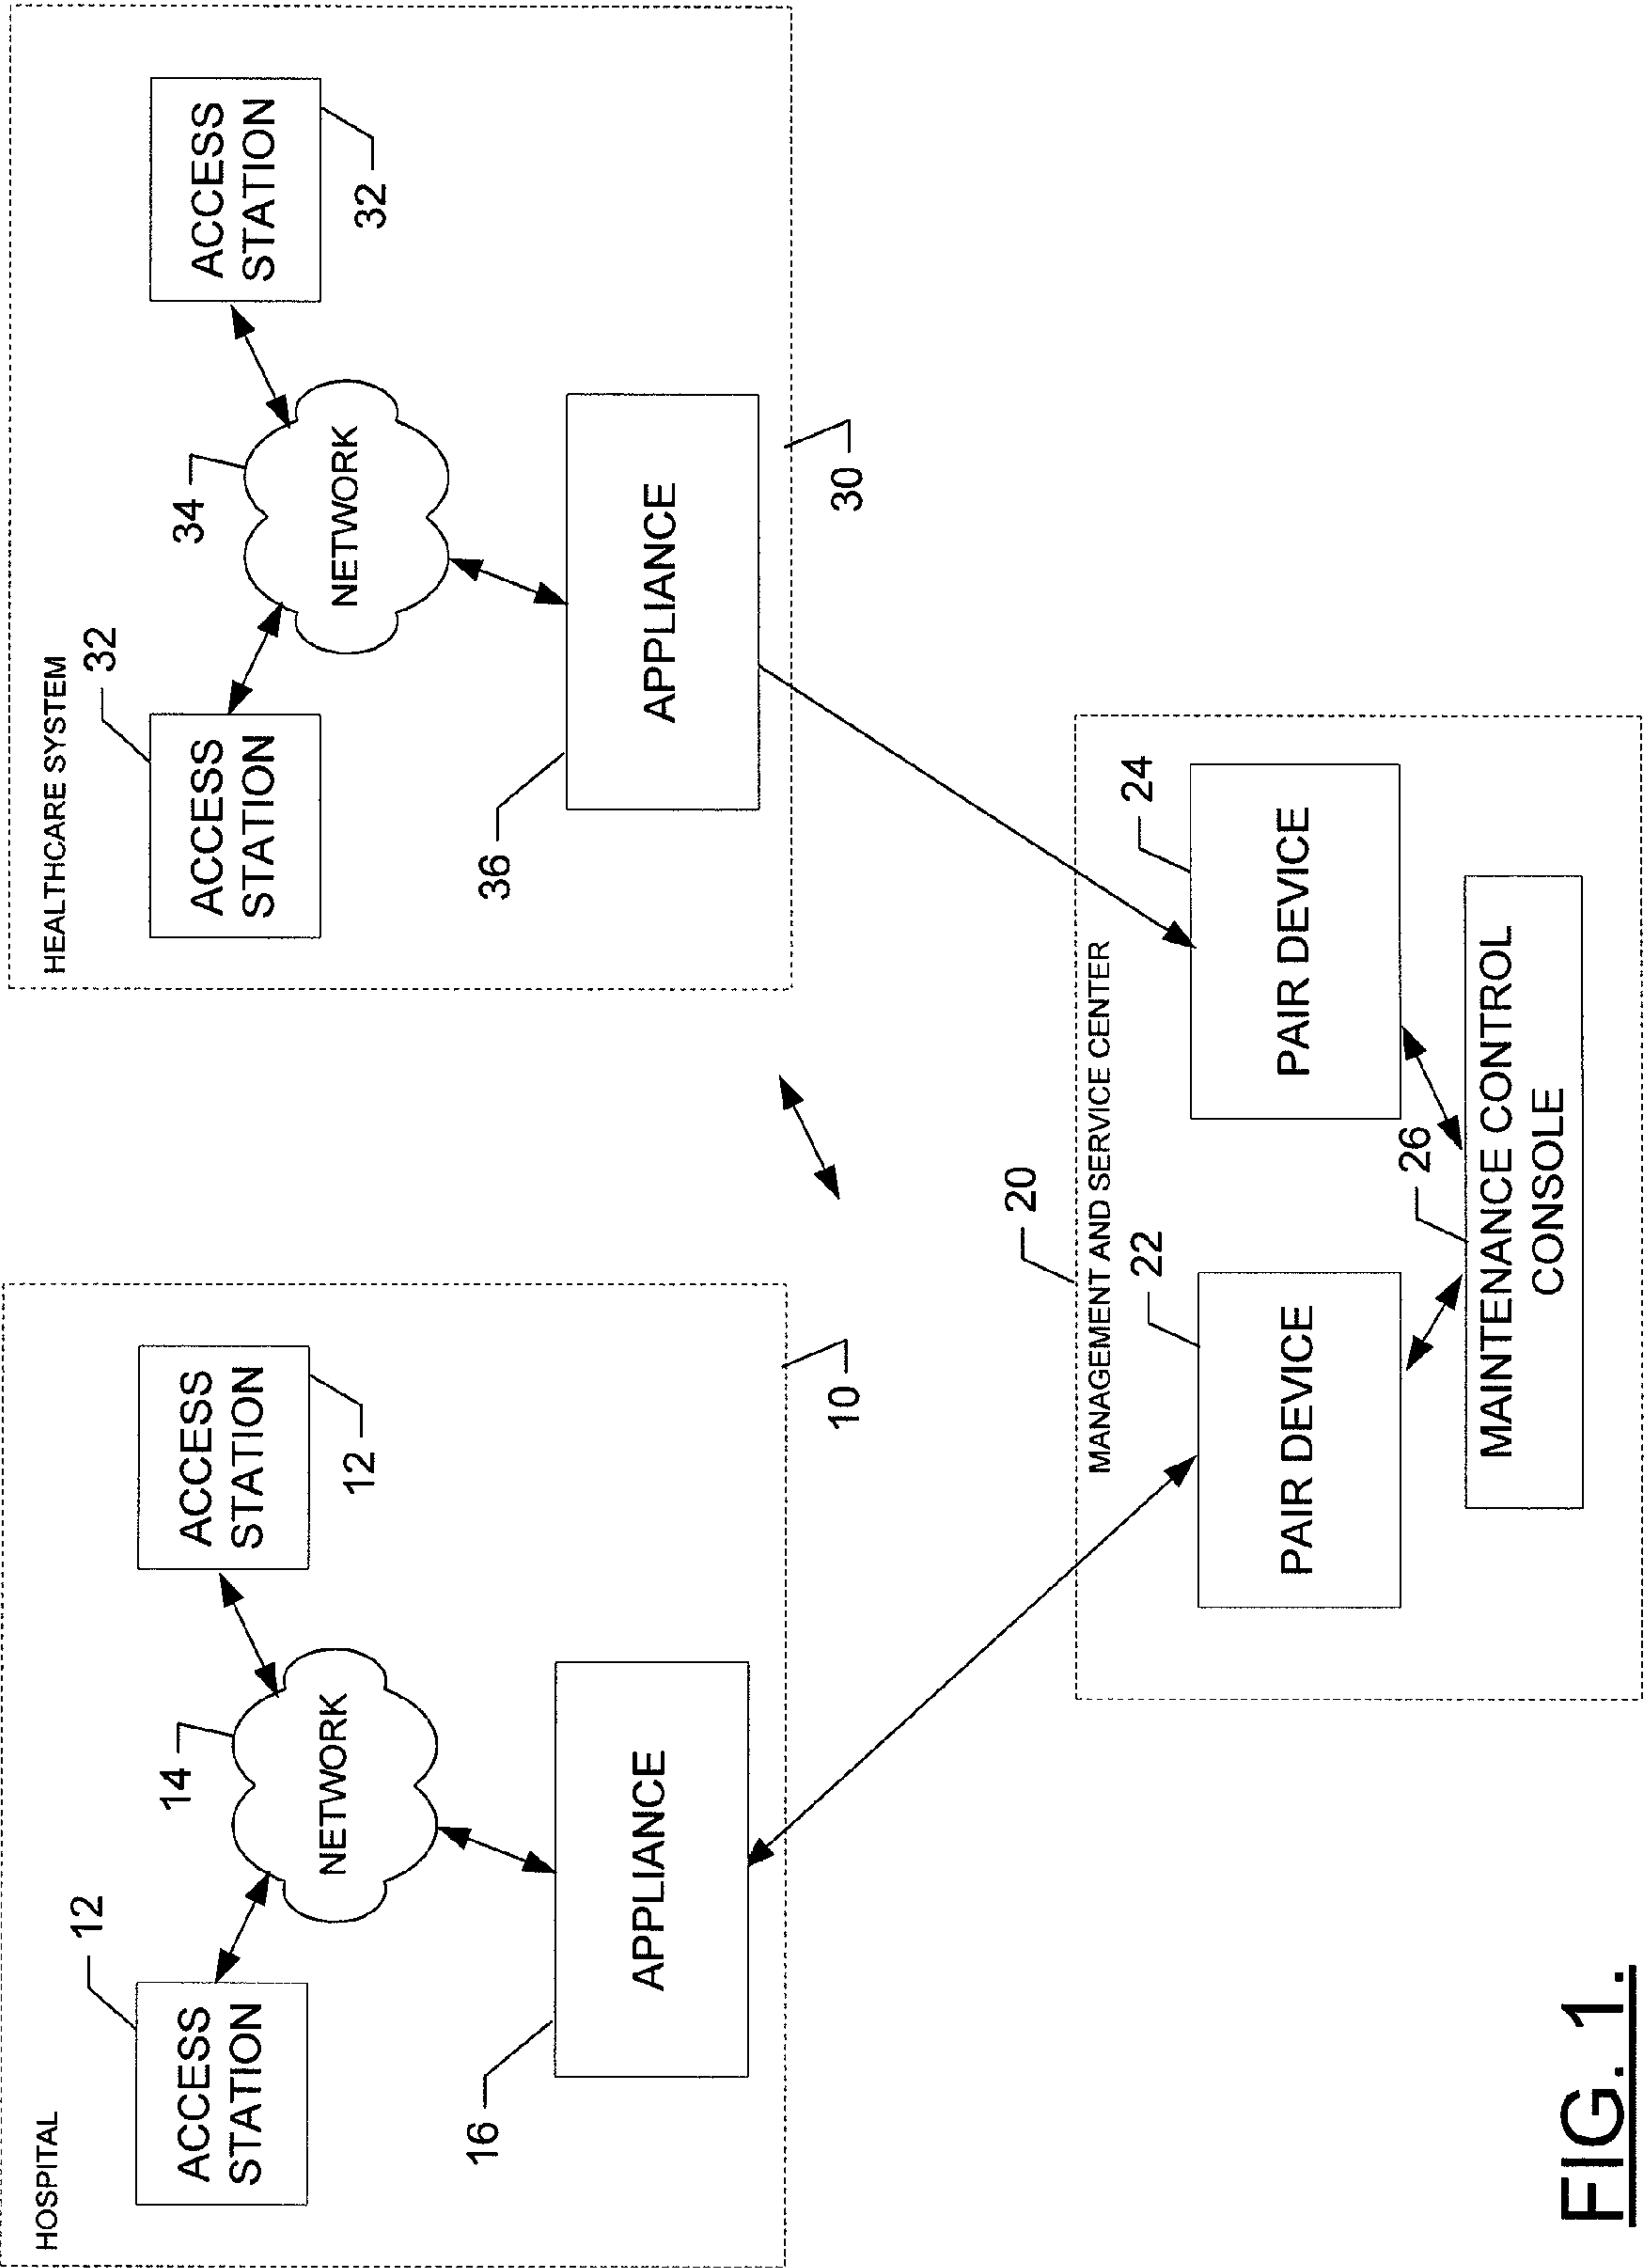 HOSPITAL
12
ACCESS
STATION
14
NETWORK
ACCESS
STATION
12
16
APPLIANCE
10
HEALTHCARE SYSTEM
32
ACCESS
STATION
34
NETWORK
ACCESS
STATION
32
36
APPLIANCE
30
20
MANAGEMENT AND SERVICE CENTER
22
PAIR DEVICE
24
PAIR DEVICE
26
MAINTENANCE CONTROL
CONSOLE
FIG. 1.